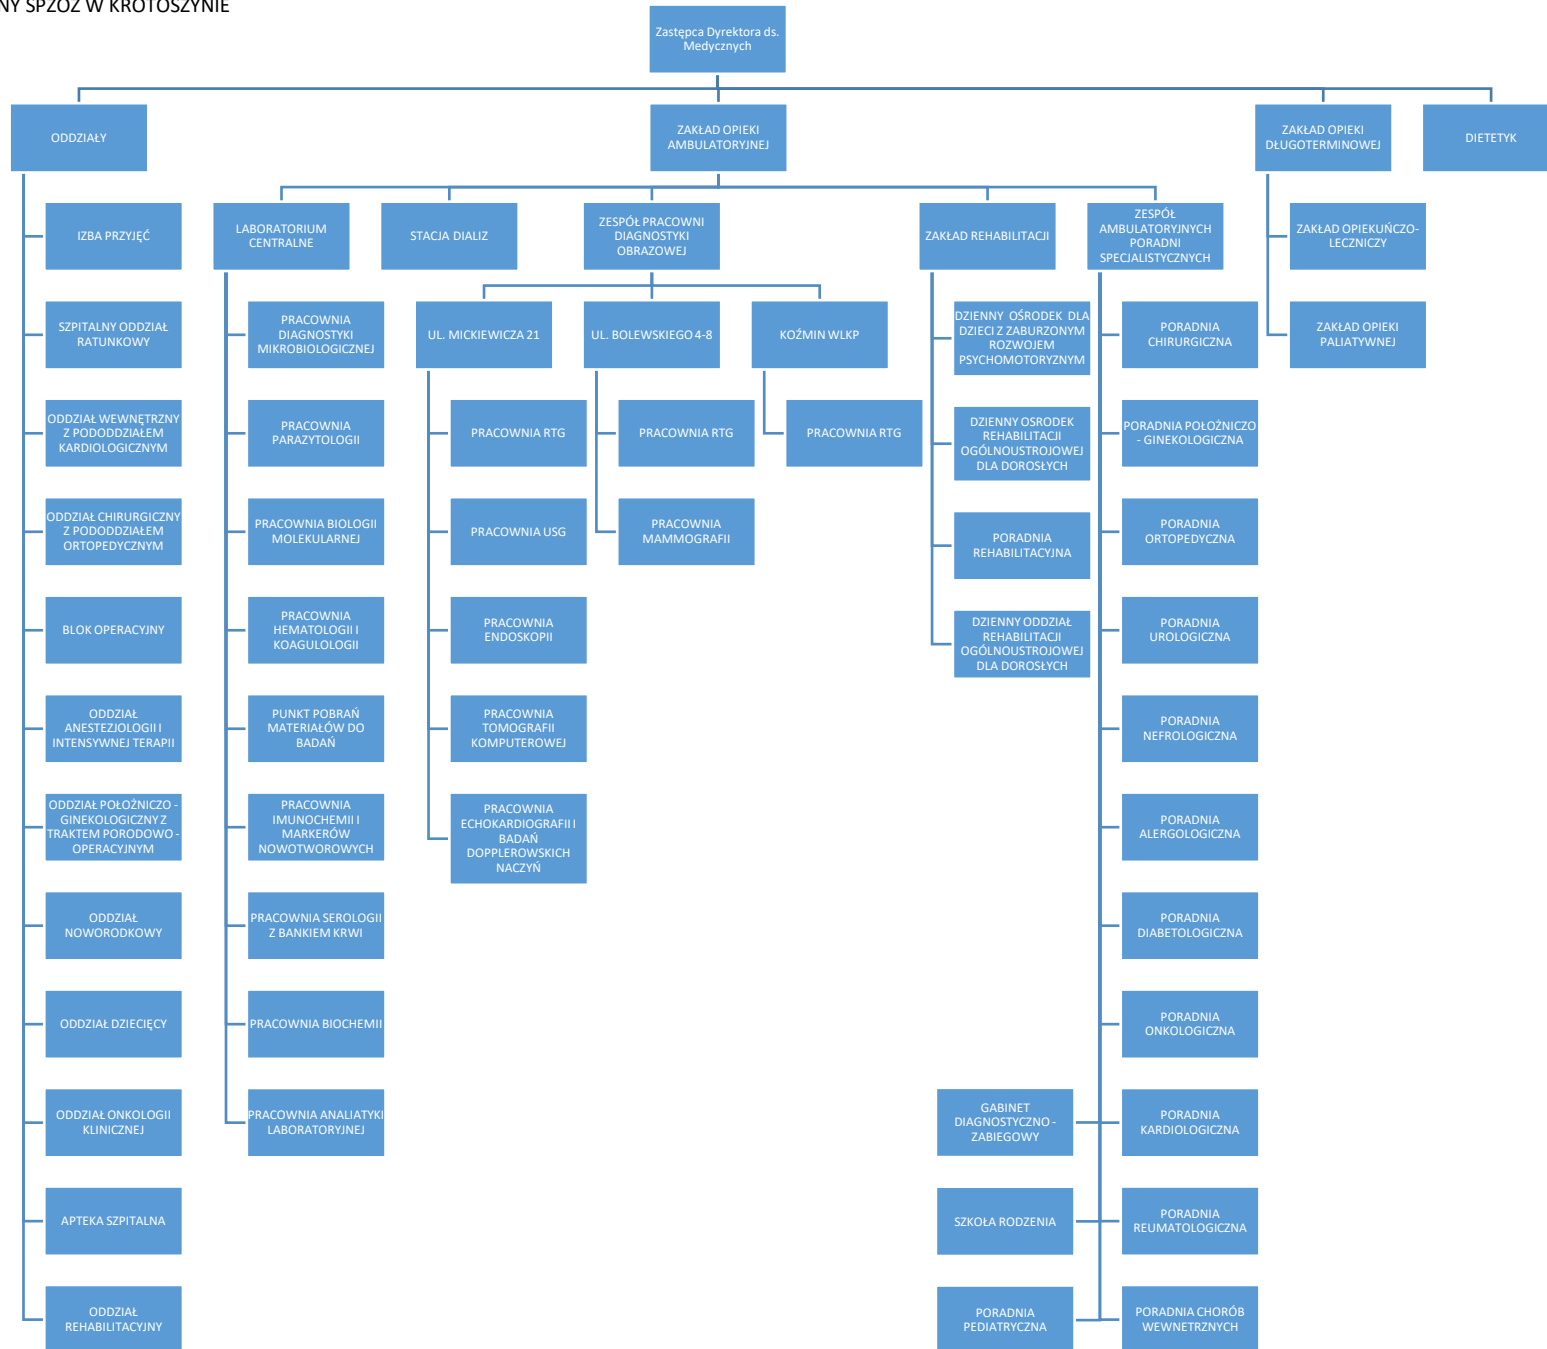 NY SPZOZ W KROTOSZYNIE
Zastępca Dyrektora ds.
Medycznych
ODDZIAŁY
ZAKŁAD OPIEKI
AMBULATORYJNEJ
ZAKŁAD OPIEKI
DŁUGOTERMINOWEJ
DIETETYK
IZBA PRZYJĘĆ
SZPITALNY ODDZIAŁ
RATUNKOWY
ODDZIAŁ WEWNĘTRZNY
Z PODODDZIAŁEM
KARDIOLOGICZNYM
ODDZIAŁ CHIRURGICZNY
Z PODODDZIAŁEM
ORTOPEDYCZNYM
BLOK OPERACYJNY
ODDZIAŁ
ANESTEZJOLOGII I
INTENSYWNEJ TERAPII
ODDZIAŁ POŁOŻNICZO -
GINEKOLOGICZNY Z
TRAKTEM PORODOWO -
OPERACYJNYM
ODDZIAŁ
NOWORODKOWY
ODDZIAŁ DZIECIĘCY
ODDZIAŁ ONKOLOGII
KLINICZNEJ
APTEKA SZPITALNA
ODDZIAŁ
REHABILITACYJNY
LABORATORIUM
CENTRALNE
PRACOWNIA
DIAGNOSTYKI
MIKROBIOLOGICZNEJ
PRACOWNIA
PARAZYTOLOGII
PRACOWNIA BIOLOGII
MOLEKULARNEJ
PRACOWNIA
HEMATOLOGII I
KOAGULOLOGII
PUNKT POBRAŃ
MATERIAŁÓW DO
BADAŃ
PRACOWNIA
IMUNOCHEMII I
MARKERÓW
NOWOTWOROWYCH
PRACOWNIA SEROLOGII
Z BANKIEM KRWI
PRACOWNIA BIOCHEMII
PRACOWNIA ANALIATYKI
LABORATORYJNEJ
STACJA DIALIZ
ZESPÓŁ PRACOWNI
DIAGNOSTYKI
OBRAZOWEJ
UL. MICKIEWICZA 21
PRACOWNIA RTG
PRACOWNIA USG
PRACOWNIA
ENDOSKOPII
PRACOWNIA
TOMOGRAFII
KOMPUTEROWEJ
PRACOWNIA
ECHOKARDIOGRAFII I
BADAŃ
DOPPLEROWSKICH
NACZYŃ
UL. BOLEWSKIEGO 4-8
PRACOWNIA RTG
PRACOWNIA
MAMMOGRAFII
KOŹMIN WLKP
PRACOWNIA RTG
ZAKŁAD REHABILITACJI
DZIENNY OŚRODEK DLA
DZIECI Z ZABURZONYM
ROZWOJEM
PSYCHOMOTORYZNYM
DZIENNY OSRODEK
REHABILITACJI
OGÓLNOUSTROJOWEJ
DLA DOROSŁYCH
PORADNIA
REHABILITACYJNA
DZIENNY ODDZIAŁ
REHABILITACJI
OGÓLNOUSTROJOWEJ
DLA DOROSŁYCH
ZESPÓŁ
AMBULATORYJNYCH
PORADNI
SPECJALISTYCZNYCH
PORADNIA
CHIRURGICZNA
PORADNIA POŁOŻNICZO
- GINEKOLOGICZNA
PORADNIA
ORTOPEDYCZNA
PORADNIA
UROLOGICZNA
PORADNIA
NEFROLOGICZNA
PORADNIA
ALERGOLOGICZNA
PORADNIA
DIABETOLOGICZNA
PORADNIA
ONKOLOGICZNA
GABINET
DIAGNOSTYCZNO -
ZABIEGOWY
PORADNIA
KARDIOLOGICZNA
SZKOŁA RODZENIA
PORADNIA
REUMATOLOGICZNA
PORADNIA
PEDIATRYCZNA
PORADNIA CHORÓB
WEWNETRZNYCH
ZAKŁAD OPIEKUŃCZO-
LECZNICZY
ZAKŁAD OPIEKI
PALIATYWNEJ